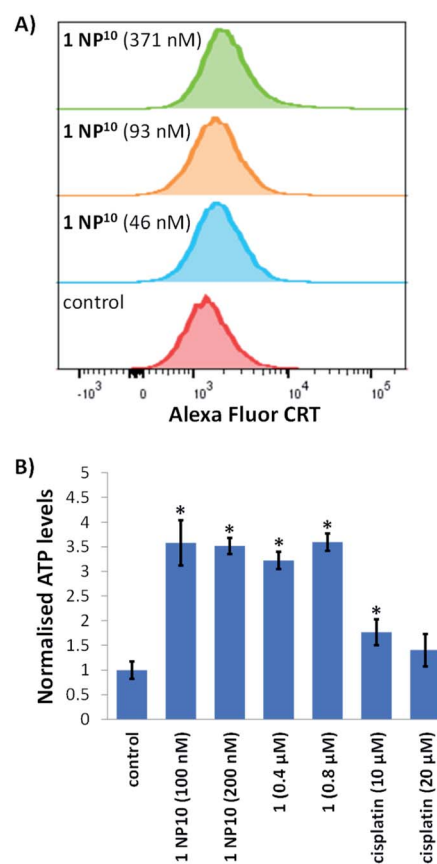 A)
1 NP¹⁰ (371 nM)
1 NP¹⁰ (93 nM)
1 NP¹⁰ (46 nM)
control
-10³ 0 10³ 10⁴ 10⁵
Alexa Fluor CRT
B)
Normalised ATP levels
5
4.5
4
3.5
3
2.5
2
1.5
1
0.5
0
* * * * *
control
1 NP10 (100 nM)
1 NP10 (200 nM)
1 (0.4 µM)
1 (0.8 µM)
cisplatin (10 µM)
cisplatin (20 µM)